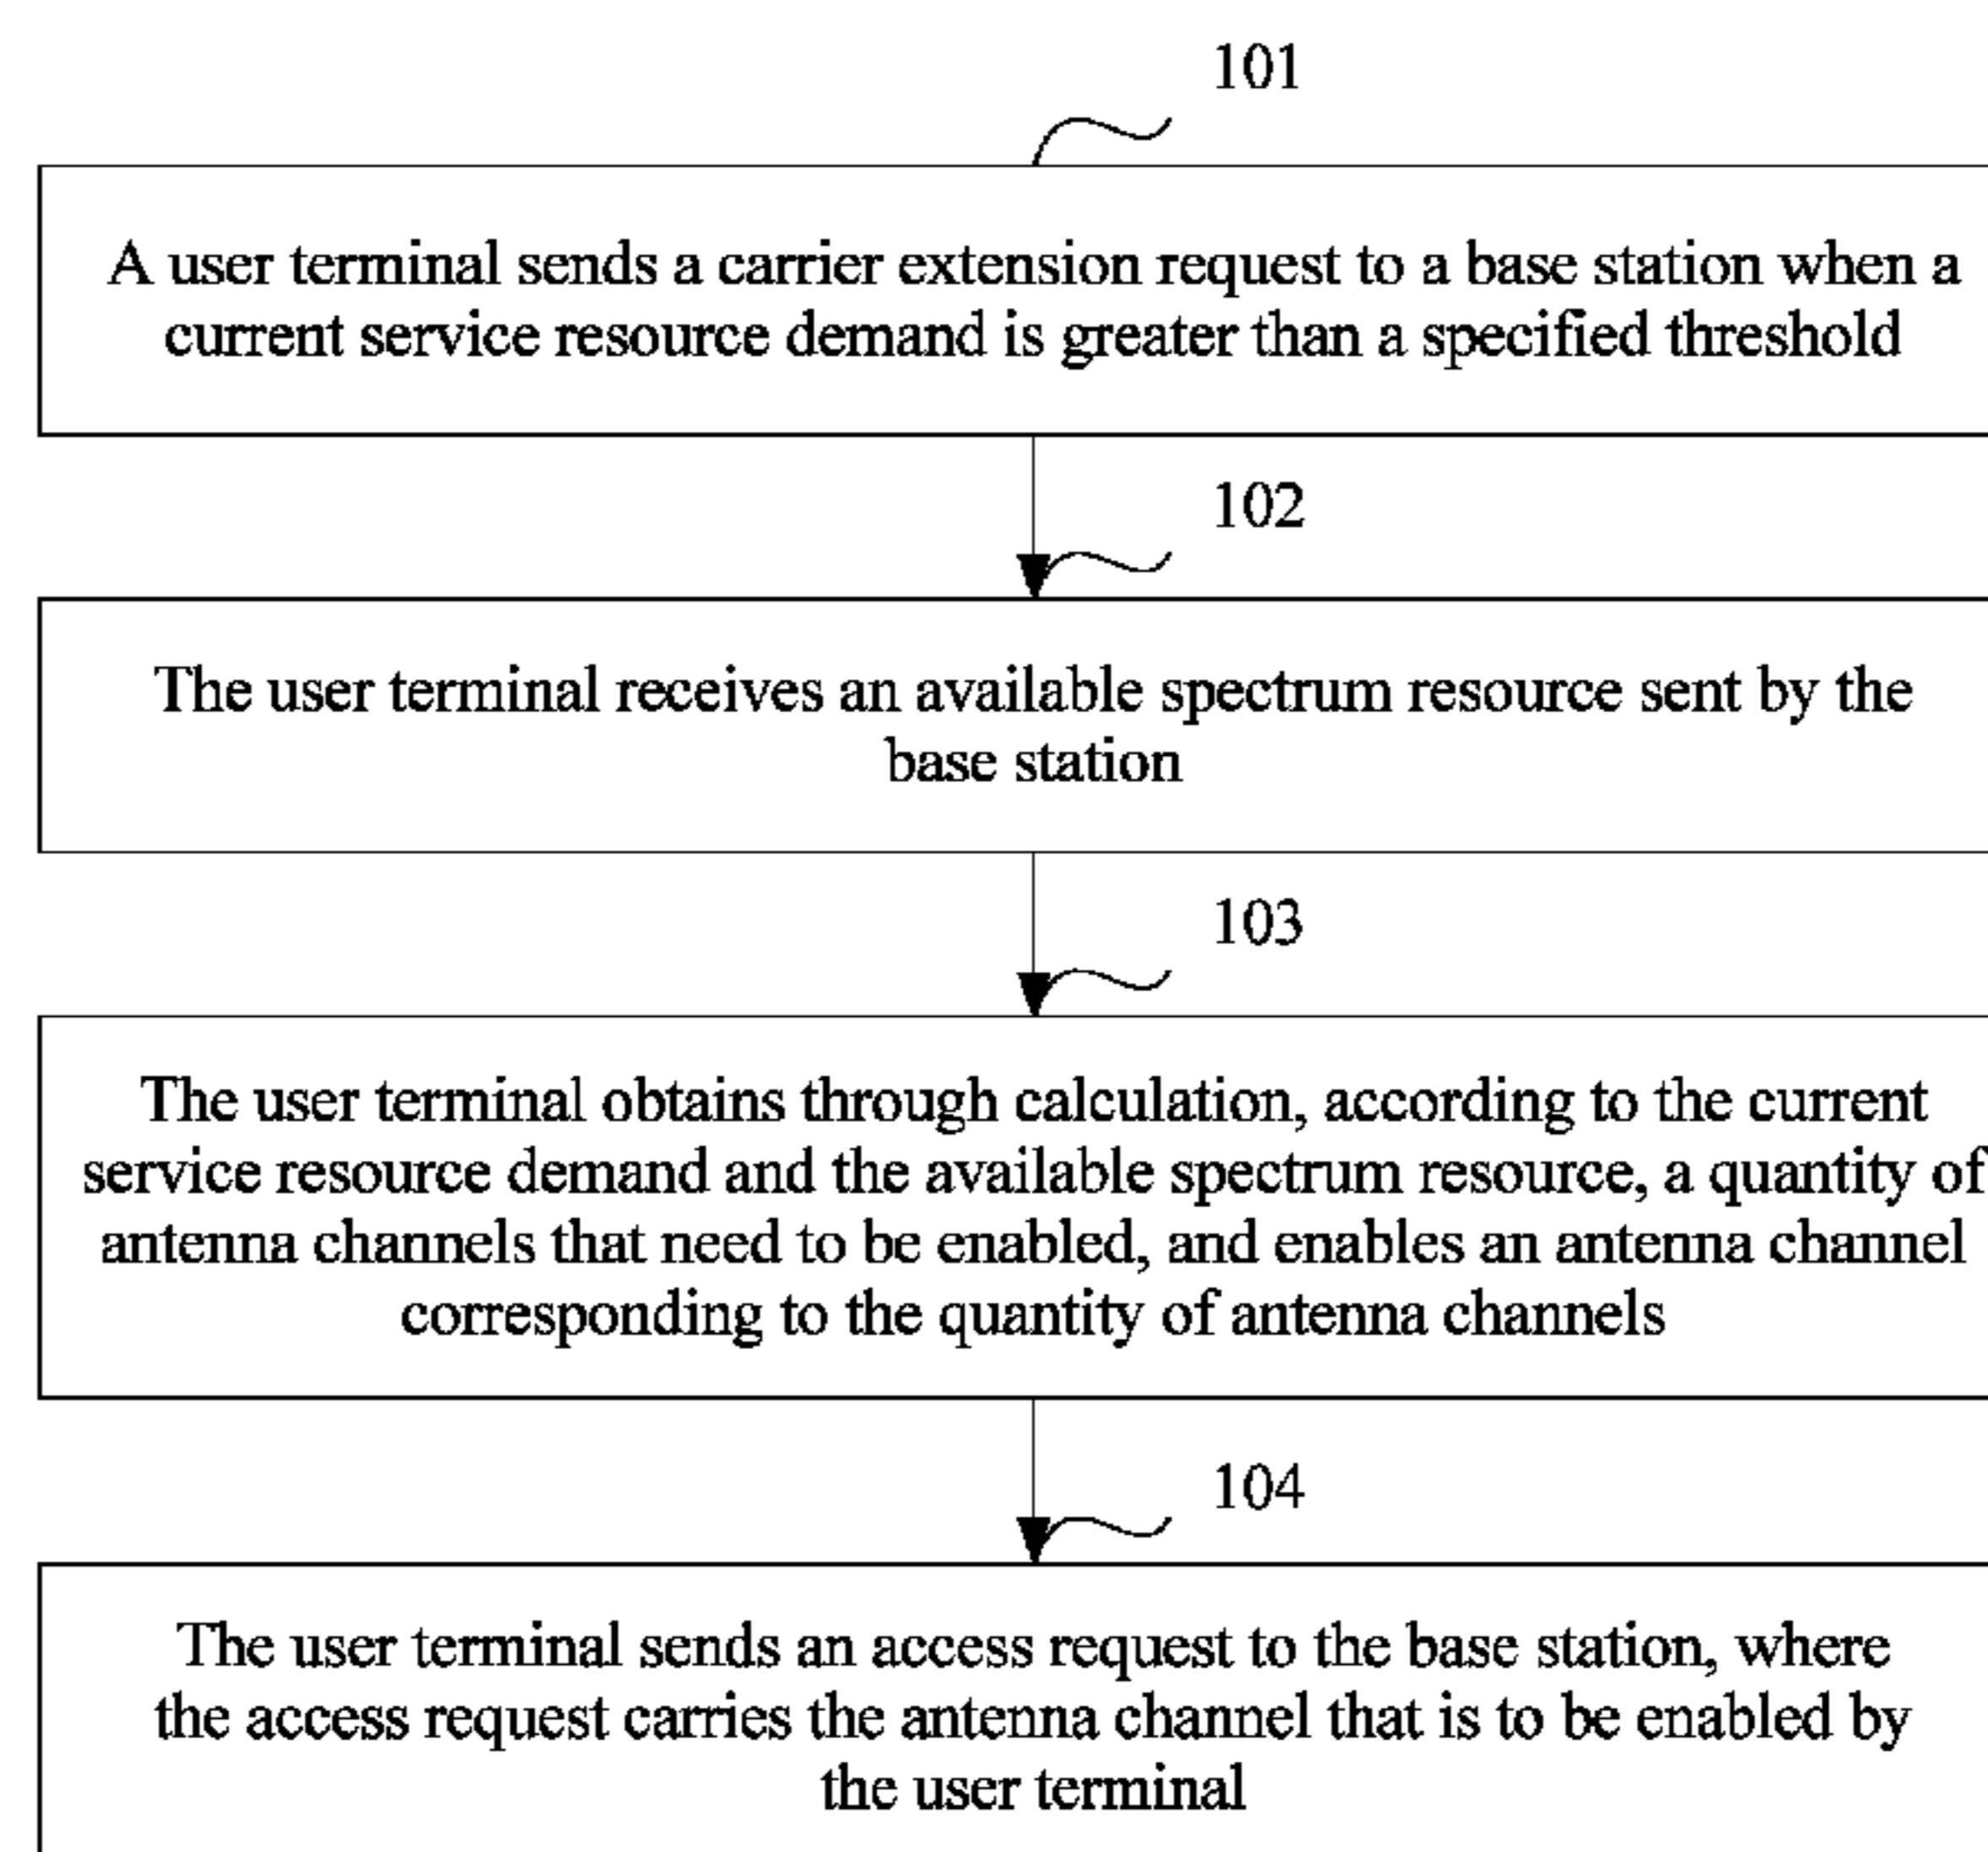 101
A user terminal sends a carrier extension request to a base station when a
current service resource demand is greater than a specified threshold
102
The user terminal receives an available spectrum resource sent by the
base station
103
The user terminal obtains through calculation, according to the current
service resource demand and the available spectrum resource, a quantity of
antenna channels that need to be enabled, and enables an antenna channel
corresponding to the quantity of antenna channels
104
The user terminal sends an access request to the base station, where
the access request carries the antenna channel that is to be enabled by
the user terminal